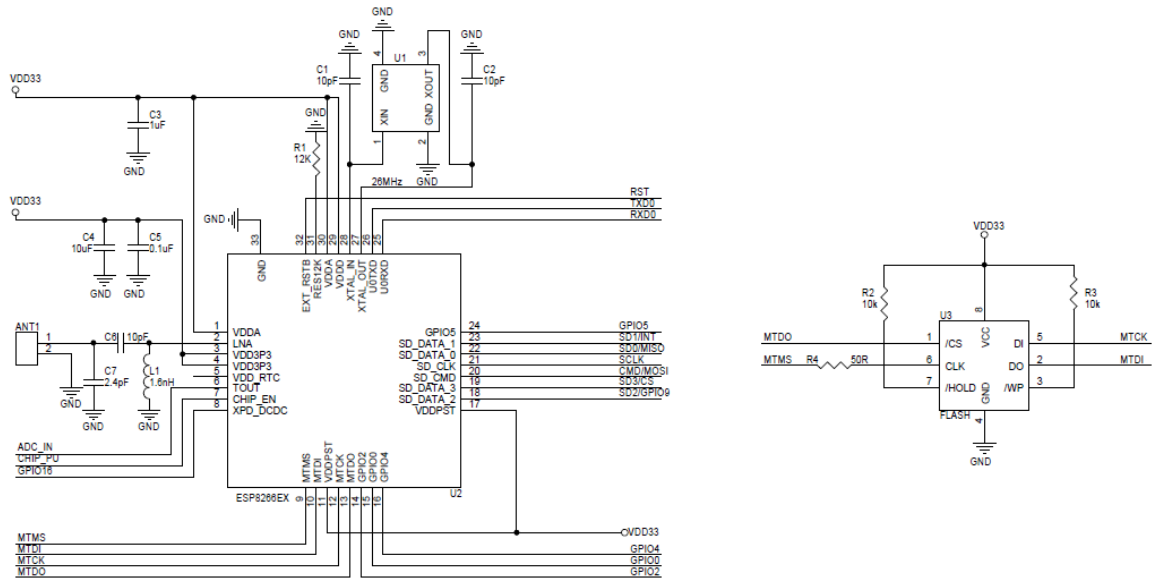 VDD33
C3
1uF
GND
VDD33
C4
10uF
C5
0.1uF
GND
GND
ANT1
1
2
C6
10pF
C7
2.4pF
L1
1.6nH
GND
GND
GND
ADC_IN
CHIP_PU
GPIO16
GND
C1
10pF
GND
U1
4
3
GND
XOUT
XIN
GND
1
2
GND
C2
10pF
GND
GND
R1
12K
26MHz
RST
TXD0
RXD0
GND
33
32
31
30
29
28
27
26
25
GND
EXT_RSTB
RES12K
VDDA
VDDD
XTAL_IN
XTAL_OUT
U0TXD
U0RXD
1 VDDA
2 LNA
3 VDD3P3
4 VDD3P3
5 VDD_RTC
6 TOUT
7 CHIP_EN
8 XPD_DCDC
GPIO5 24 GPIO5
SD_DATA_1 23 SD1/INT
SD_DATA_0 22 SD0/MISO
SD_CLK 21 SCLK
SD_CMD 20 CMD/MOSI
SD_DATA_3 19 SD3/CS
SD_DATA_2 18 SD2/GPIO9
VDDPST 17
MTMS
MTDI
VDDPST
MTCK
MTDO
GPIO2
GPIO0
GPIO4
9
10
11
12
13
14
15
16
ESP8266EX
U2
MTMS
MTDI
MTCK
MTDO
VDD33
GPIO4
GPIO0
GPIO2
VDD33
R2
10k
R3
10k
U3
8
VCC
MTDO 1 /CS
MTMS R4 50R 6 CLK
7 /HOLD
DI 5 MTCK
DO 2 MTDI
/WP 3
GND
FLASH
4
GND